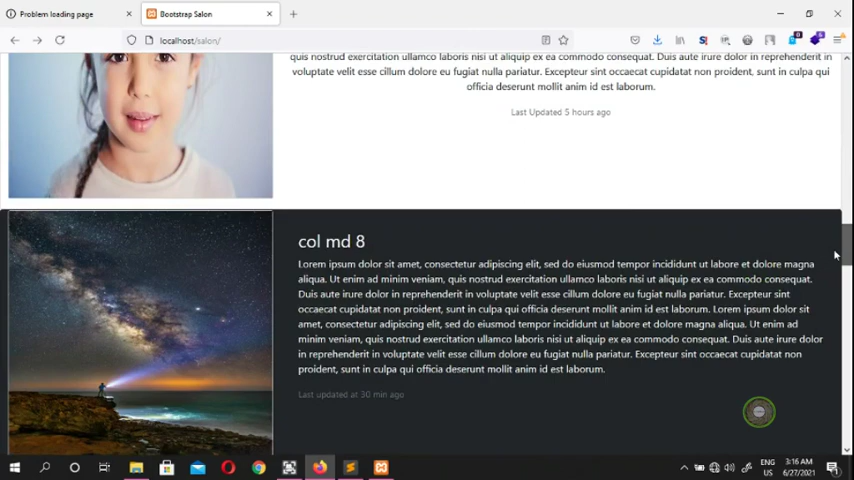 Problem loading page
Bootstrap Salon
localhost/salon/
quis nostrud exercitation ullamco laboris nisi ut aliquip ex ea commodo consequat. Duis aute irure dolor in reprehenderit in
voluptate velit esse cillum dolore eu fugiat nulla pariatur. Excepteur sint occaecat cupidatat non proident, sunt in culpa qui
officia deserunt mollit anim id est laborum.
Last Updated 5 hours ago
col md 8
Lorem ipsum dolor sit amet, consectetur adipiscing elit, sed do eiusmod tempor incididunt ut labore et dolore magna
aliqua. Ut enim ad minim veniam, quis nostrud exercitation ullamco laboris nisi ut aliquip ex ea commodo consequat.
Duis aute irure dolor in reprehenderit in voluptate velit esse cillum dolore eu fugiat nulla pariatur. Excepteur sint
occaecat cupidatat non proident, sunt in culpa qui officia deserunt mollit anim id est laborum. Lorem ipsum dolor sit
amet, consectetur adipiscing elit, sed do eiusmod tempor incididunt ut labore et dolore magna aliqua. Ut enim ad
minim veniam, quis nostrud exercitation ullamco laboris nisi ut aliquip ex ea commodo consequat. Duis aute irure dolor
in reprehenderit in voluptate velit esse cillum dolore eu fugiat nulla pariatur. Excepteur sint occaecat cupidatat non
proident, sunt in culpa qui officia deserunt mollit anim id est laborum.
Last updated at 30 min ago
ENG
US
3:16 AM
6/27/2021